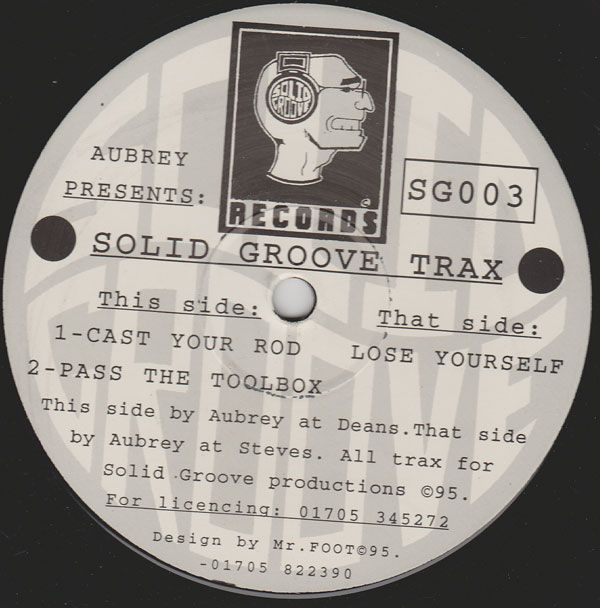 SOLID
GROOVE
©
RECORDS
AUBREY
PRESENTS:
SG003
SOLID GROOVE TRAX
This side:
1-CAST YOUR ROD
2-PASS THE TOOLBOX
That side:
LOSE YOURSELF
This side by Aubrey at Deans.That side
by Aubrey at Steves. All trax for
Solid Groove productions ©95.
For licencing: 01705 345272
Design by Mr.FOOT©95.
-01705 822390
SOLID
GROOVE